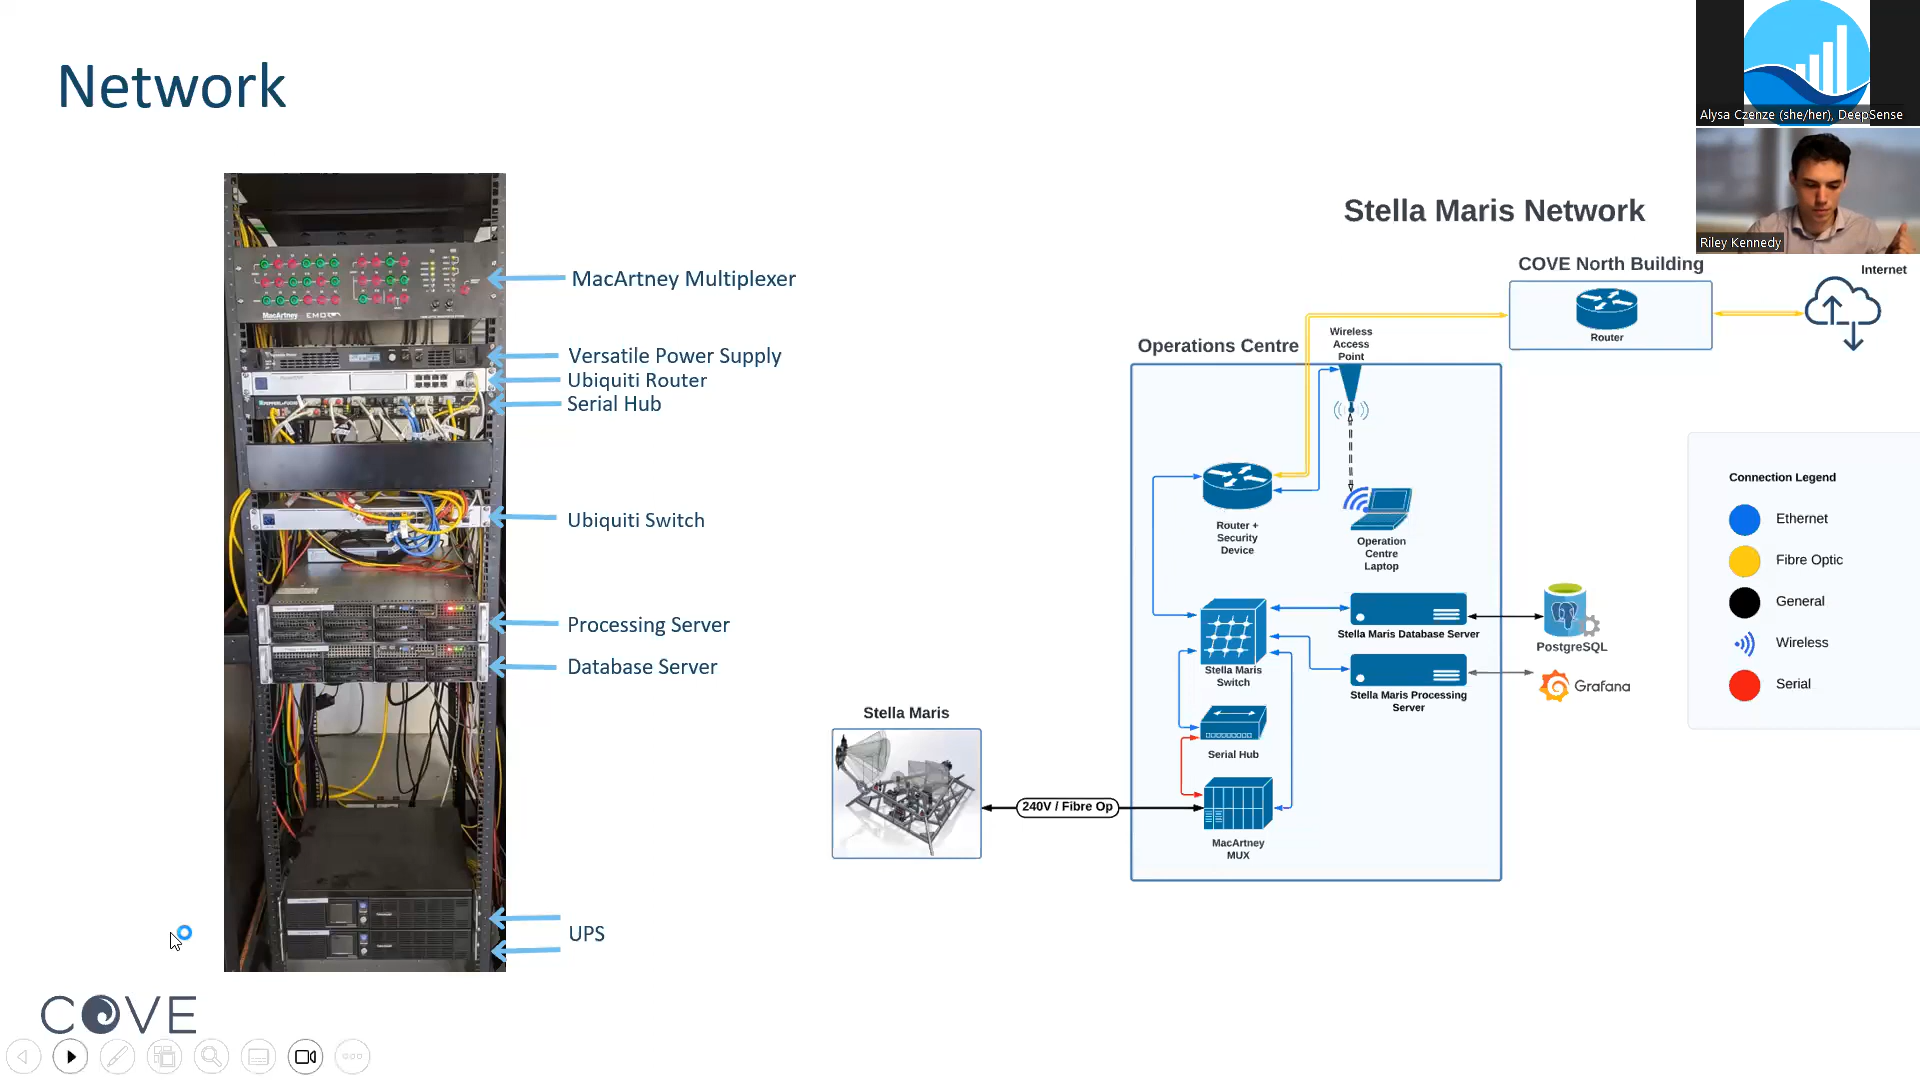 Network
MacArtney Multiplexer
Versatile Power Supply
Ubiquiti Router
Serial Hub
Ubiquiti Switch
Processing Server
Database Server
UPS
MacArtney EMO
COVE
Stella Maris Network
COVE North Building
Router
Internet
Operations Centre
Wireless
Access
Point
Router +
Security
Device
Operation
Centre
Laptop
Stella Maris
Switch
Stella Maris Database Server
Stella Maris Processing
Server
PostgreSQL
Grafana
Serial Hub
MacArtney
MUX
Stella Maris
240V / Fibre Op
Connection Legend
Ethernet
Fibre Optic
General
Wireless
Serial
Alysa Czenze (she/her), DeepSense
Riley Kennedy